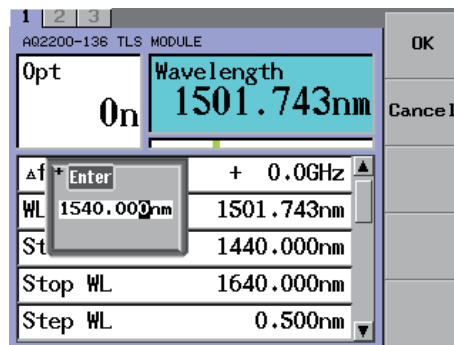 1 2 3
AQ2200-136 TLS MODULE
Opt
On
Wavelength
1501.743nm
OK
Cancel
Δf + 0.0GHz
Enter
1540.000nm
WL 1501.743nm
St 1440.000nm
Stop WL 1640.000nm
Step WL 0.500nm